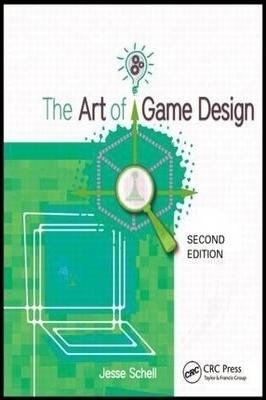 The Art of Game Design
SECOND
EDITION
Jesse Schell
CRC Press
Taylor & Francis Group